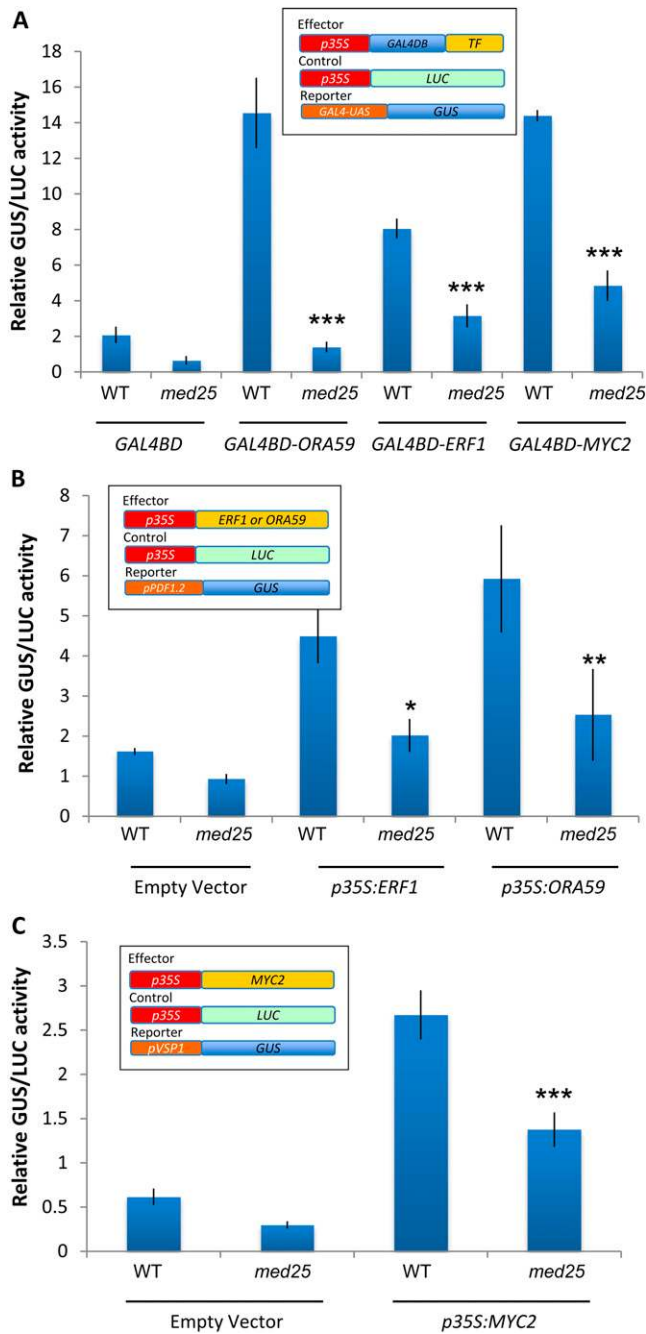 A
Effector
p35S GAL4DB TF
Control
p35S LUC
Reporter
GAL4-UAS GUS
Relative GUS/LUC activity
18
16
14
12
10
8
6
4
2
0
*** *** ***
WT med25 WT med25 WT med25 WT med25
GAL4BD GAL4BD-ORA59 GAL4BD-ERF1 GAL4BD-MYC2
B
Effector
p35S ERF1 or ORA59
Control
p35S LUC
Reporter
pPDF1.2 GUS
Relative GUS/LUC activity
8
7
6
5
4
3
2
1
0
* **
WT med25 WT med25 WT med25
Empty Vector p35S:ERF1 p35S:ORA59
C
Effector
p35S MYC2
Control
p35S LUC
Reporter
pVSP1 GUS
Relative GUS/LUC activity
3.5
3
2.5
2
1.5
1
0.5
0
***
WT med25 WT med25
Empty Vector p35S:MYC2